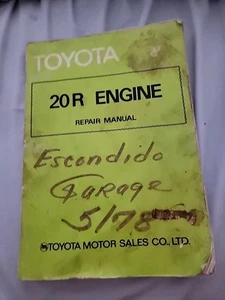 TOYOTA
20R ENGINE
REPAIR MANUAL
Escondido
Garage
5/78
TOYOTA MOTOR SALES CO., LTD.